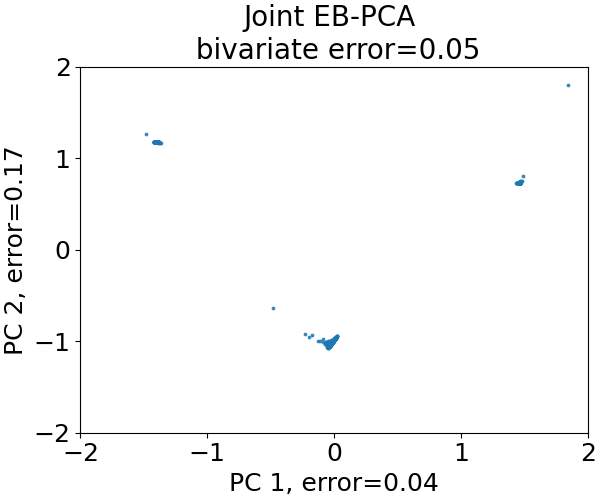 Joint EB-PCA
bivariate error=0.05
2
1
0
−1
−2
PC 2, error=0.17
−2
−1
0
1
2
PC 1, error=0.04